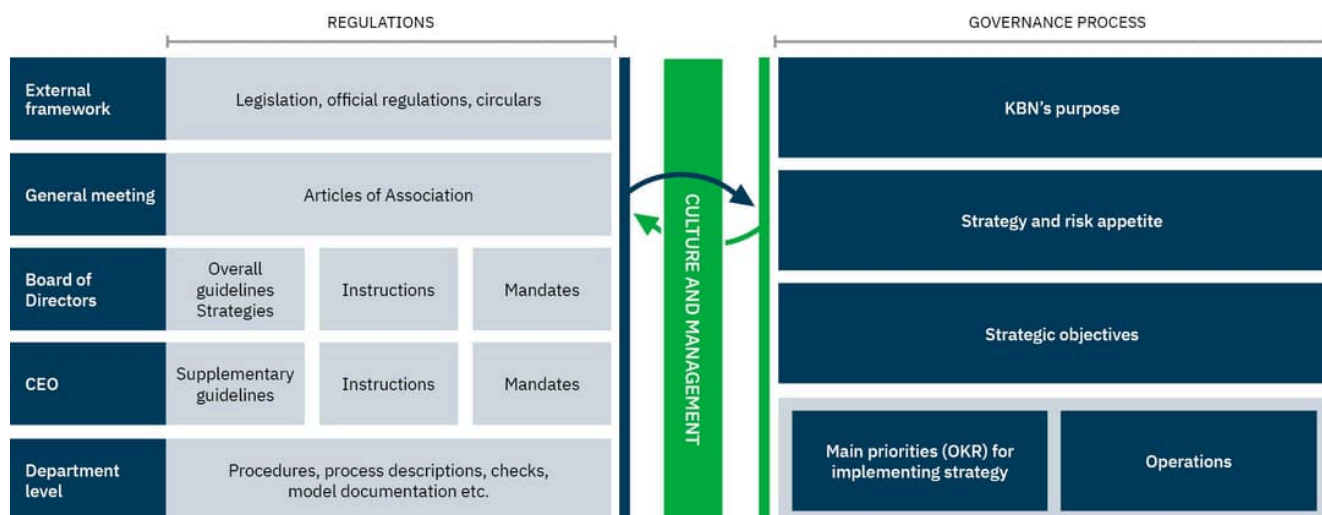 REGULATIONS
GOVERNANCE PROCESS
External
framework
Legislation, official regulations, circulars
General meeting
Articles of Association
Board of
Directors
Overall
guidelines
Strategies
Instructions
Mandates
CEO
Supplementary
guidelines
Instructions
Mandates
Department
level
Procedures, process descriptions, checks,
model documentation etc.
CULTURE AND MANAGEMENT
KBN's purpose
Strategy and risk appetite
Strategic objectives
Main priorities (OKR) for
implementing strategy
Operations